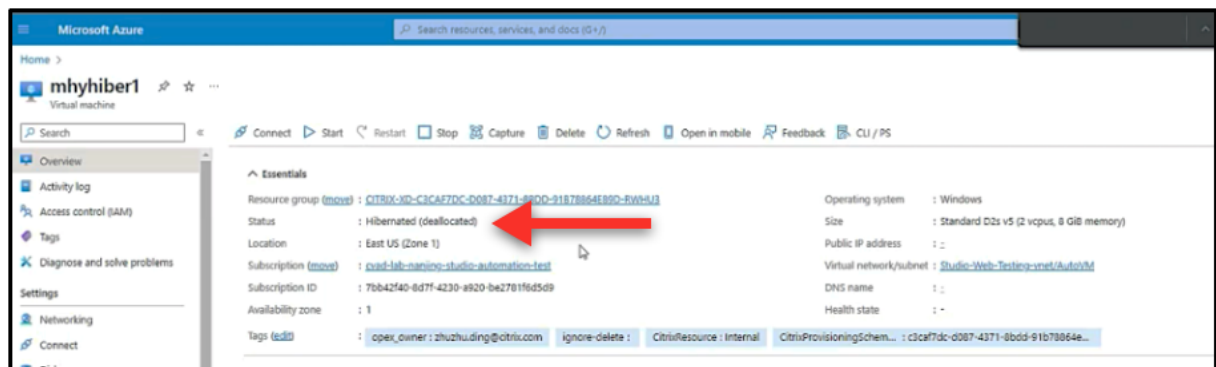 Microsoft Azure
Search resources, services, and docs (G+/)
Home >
mhyhiber1
Virtual machine
Search
Connect Start Restart Stop Capture Delete Refresh Open in mobile Feedback CLI / PS
Overview
Activity log
Access control (IAM)
Tags
Diagnose and solve problems
Settings
Networking
Connect
Essentials
Resource group (move) : CITRIX-XD-C3CAF7DC-D087-4371-8BDD-91B78864E89D-RWHU3
Status : Hibernated (deallocated)
Location : East US (Zone 1)
Subscription (move) : cvad-lab-nanjing-studio-automation-test
Subscription ID : 7bb42f40-8d7f-4230-a920-be2781f6d5d9
Availability zone : 1
Operating system : Windows
Size : Standard D2s v5 (2 vcpus, 8 GiB memory)
Public IP address : -
Virtual network/subnet : Studio-Web-Testing-vnet/AutoVM
DNS name : -
Health state : -
Tags (edit) : opex_owner : zhuzhu.ding@citrix.com ignore-delete : CitrixResource : Internal CitrixProvisioningSchem... : c3caf7dc-d087-4371-8bdd-91b78864e...